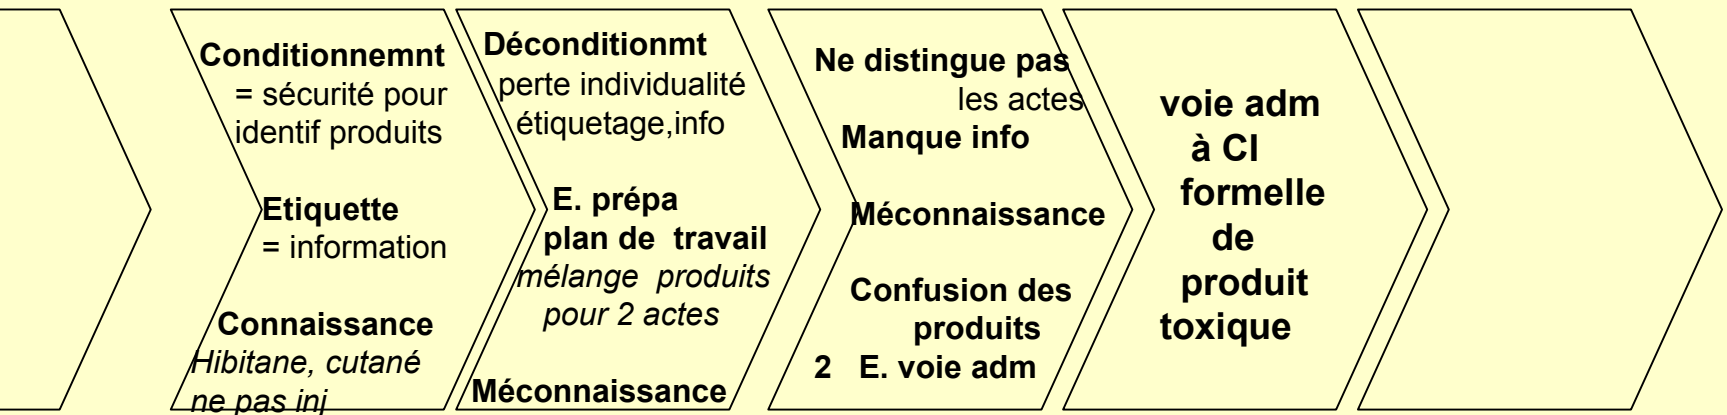 Conditionnemnt
= sécurité pour
identif produits
Etiquette
= information
Connaissance
Hibitane, cutané
ne pas inj
Déconditionmt
perte individualité
étiquetage,info
E. prépa
plan de travail
mélange produits
pour 2 actes
Méconnaissance
Ne distingue pas
les actes
Manque info
Méconnaissance
Confusion des
produits
2 E. voie adm
voie adm
à CI
formelle
de
produit
toxique